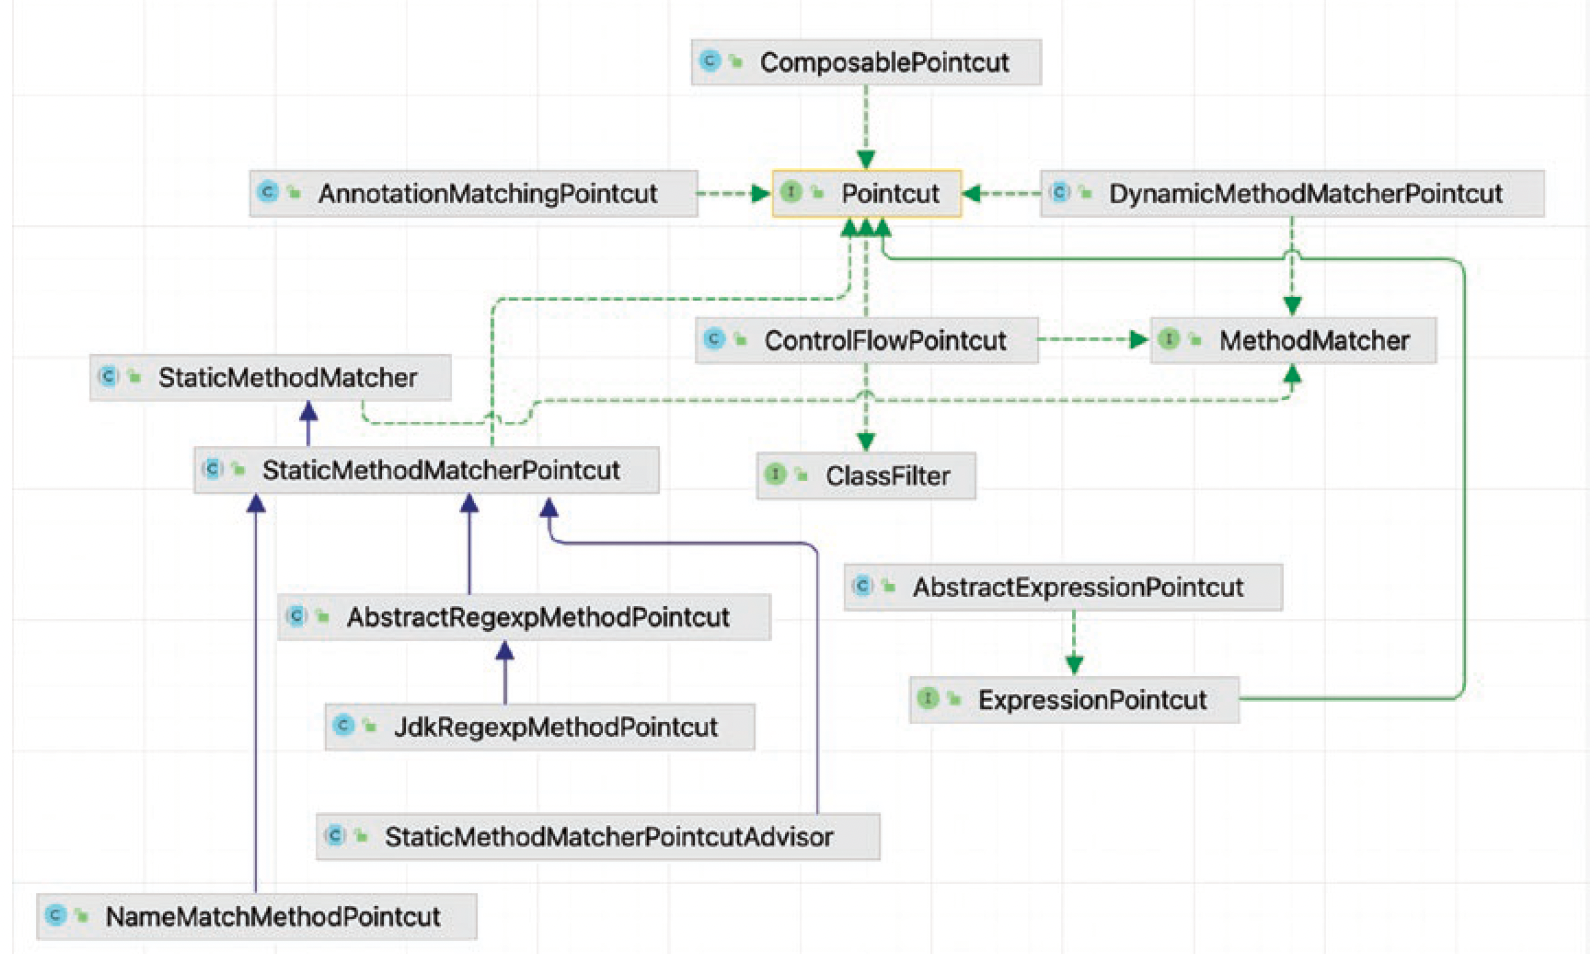 ComposablePointcut
AnnotationMatchingPointcut
Pointcut
DynamicMethodMatcherPointcut
ControlFlowPointcut
MethodMatcher
StaticMethodMatcher
StaticMethodMatcherPointcut
ClassFilter
AbstractExpressionPointcut
AbstractRegexpMethodPointcut
ExpressionPointcut
JdkRegexpMethodPointcut
StaticMethodMatcherPointcutAdvisor
NameMatchMethodPointcut